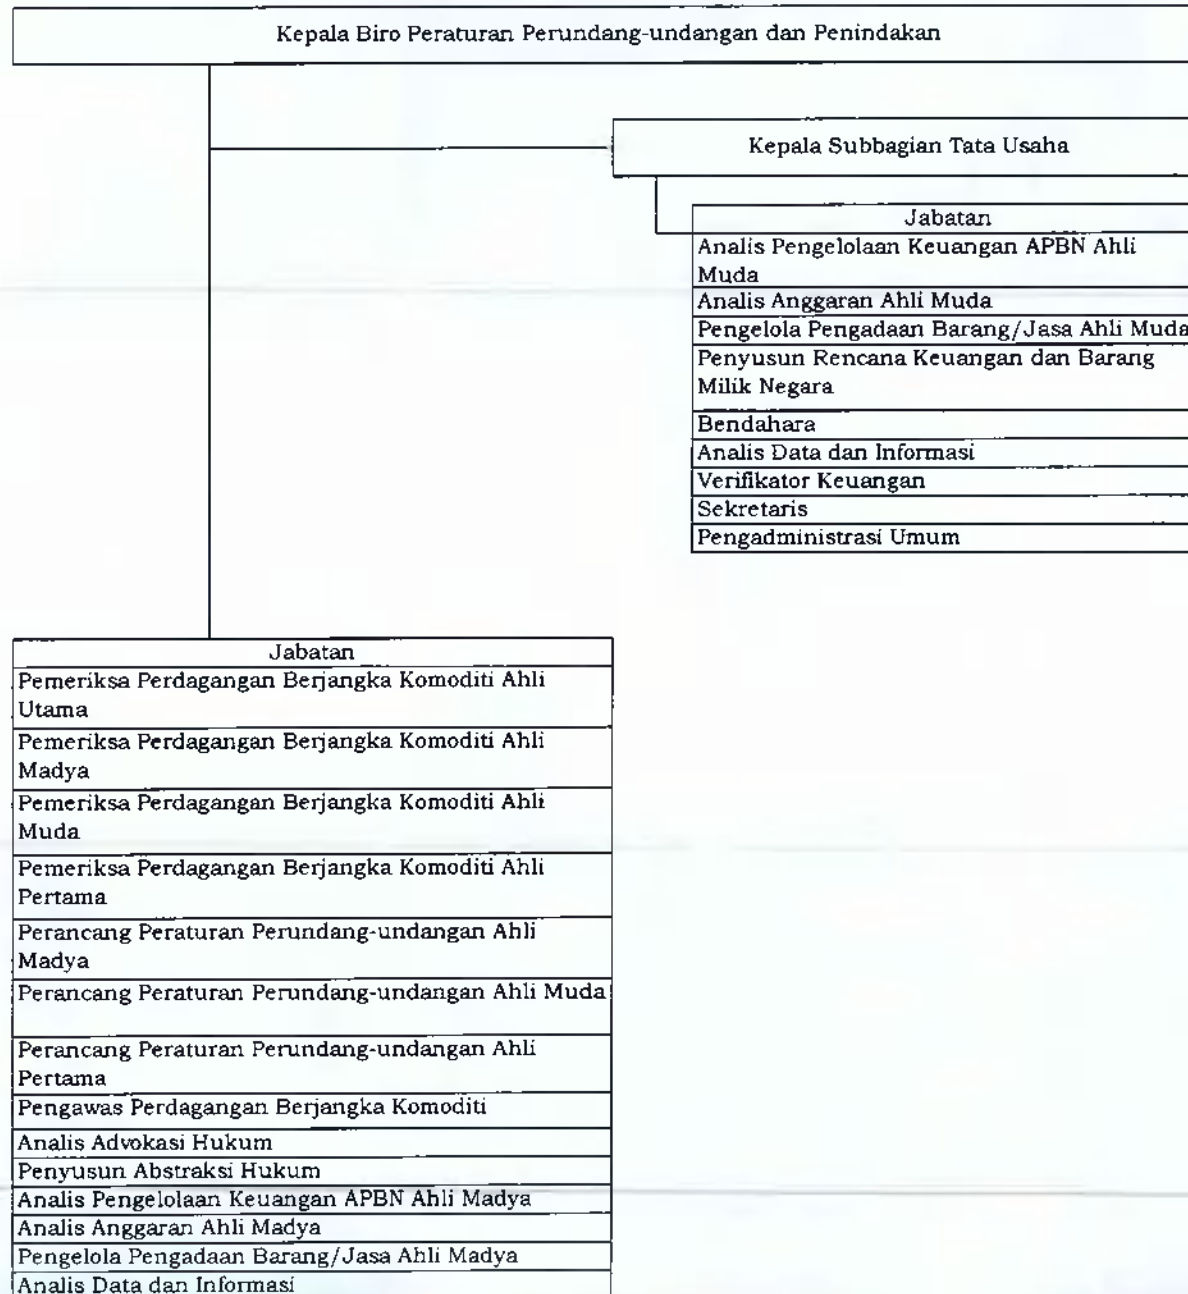 Kepala Biro Peraturan Perundang-undangan dan Penindakan
Kepala Subbagian Tata Usaha
Jabatan
Analis Pengelolaan Keuangan APBN Ahli
Muda
Analis Anggaran Ahli Muda
Pengelola Pengadaan Barang/Jasa Ahli Muda
Penyusun Rencana Keuangan dan Barang
Milik Negara
Bendahara
Analis Data dan Informasi
Verifikator Keuangan
Sekretaris
Pengadministrasi Umum
Jabatan
Pemeriksa Perdagangan Berjangka Komoditi Ahli
Utama
Pemeriksa Perdagangan Berjangka Komoditi Ahli
Madya
Pemeriksa Perdagangan Berjangka Komoditi Ahli
Muda
Pemeriksa Perdagangan Berjangka Komoditi Ahli
Pertama
Perancang Peraturan Perundang-undangan Ahli
Madya
Perancang Peraturan Perundang-undangan Ahli Muda
Perancang Peraturan Perundang-undangan Ahli
Pertama
Pengawas Perdagangan Berjangka Komoditi
Analis Advokasi Hukum
Penyusun Abstraksi Hukum
Analis Pengelolaan Keuangan APBN Ahli Madya
Analis Anggaran Ahli Madya
Pengelola Pengadaan Barang/Jasa Ahli Madya
Analis Data dan Informasi